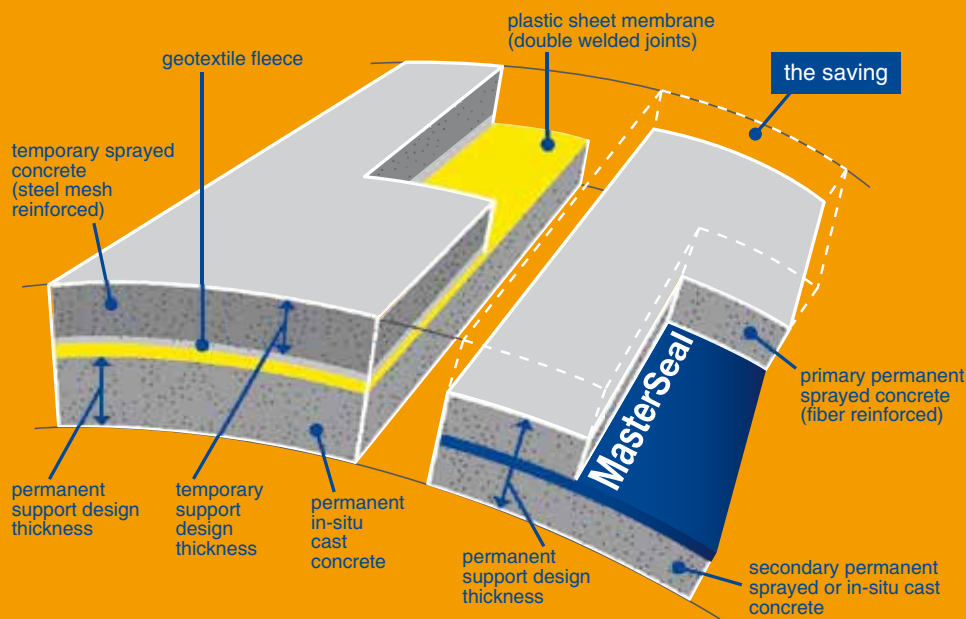 plastic sheet membrane
(double welded joints)
geotextile fleece
the saving
temporary sprayed
concrete
(steel mesh
reinforced)
MasterSeal
primary permanent
sprayed concrete
(fiber reinforced)
permanent
support design
thickness
temporary
support
design
thickness
permanent
in-situ
cast
concrete
permanent
support design
thickness
secondary permanent
sprayed or in-situ cast
concrete